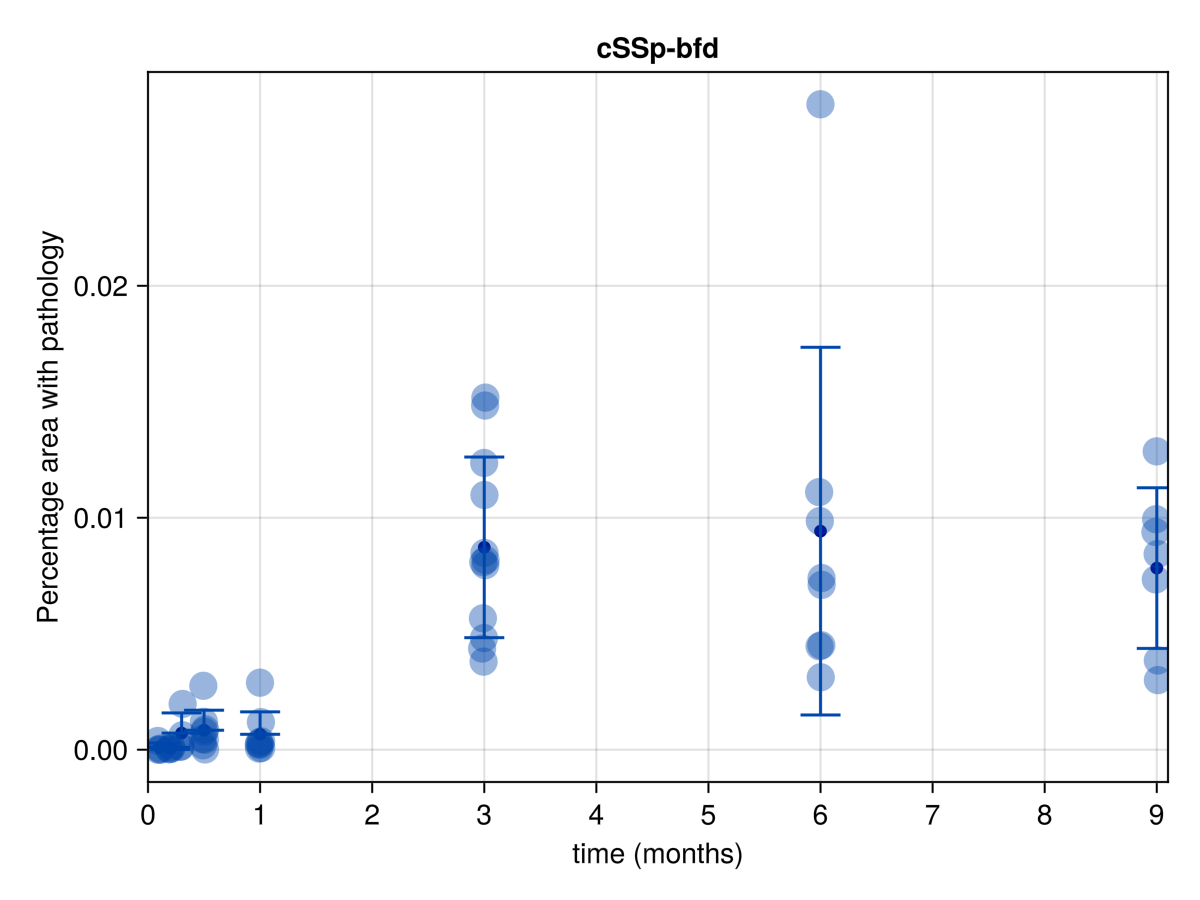 cSSp-bfd
Percentage area with pathology
0.02
0.01
0.00
0 1 2 3 4 5 6 7 8 9
time (months)